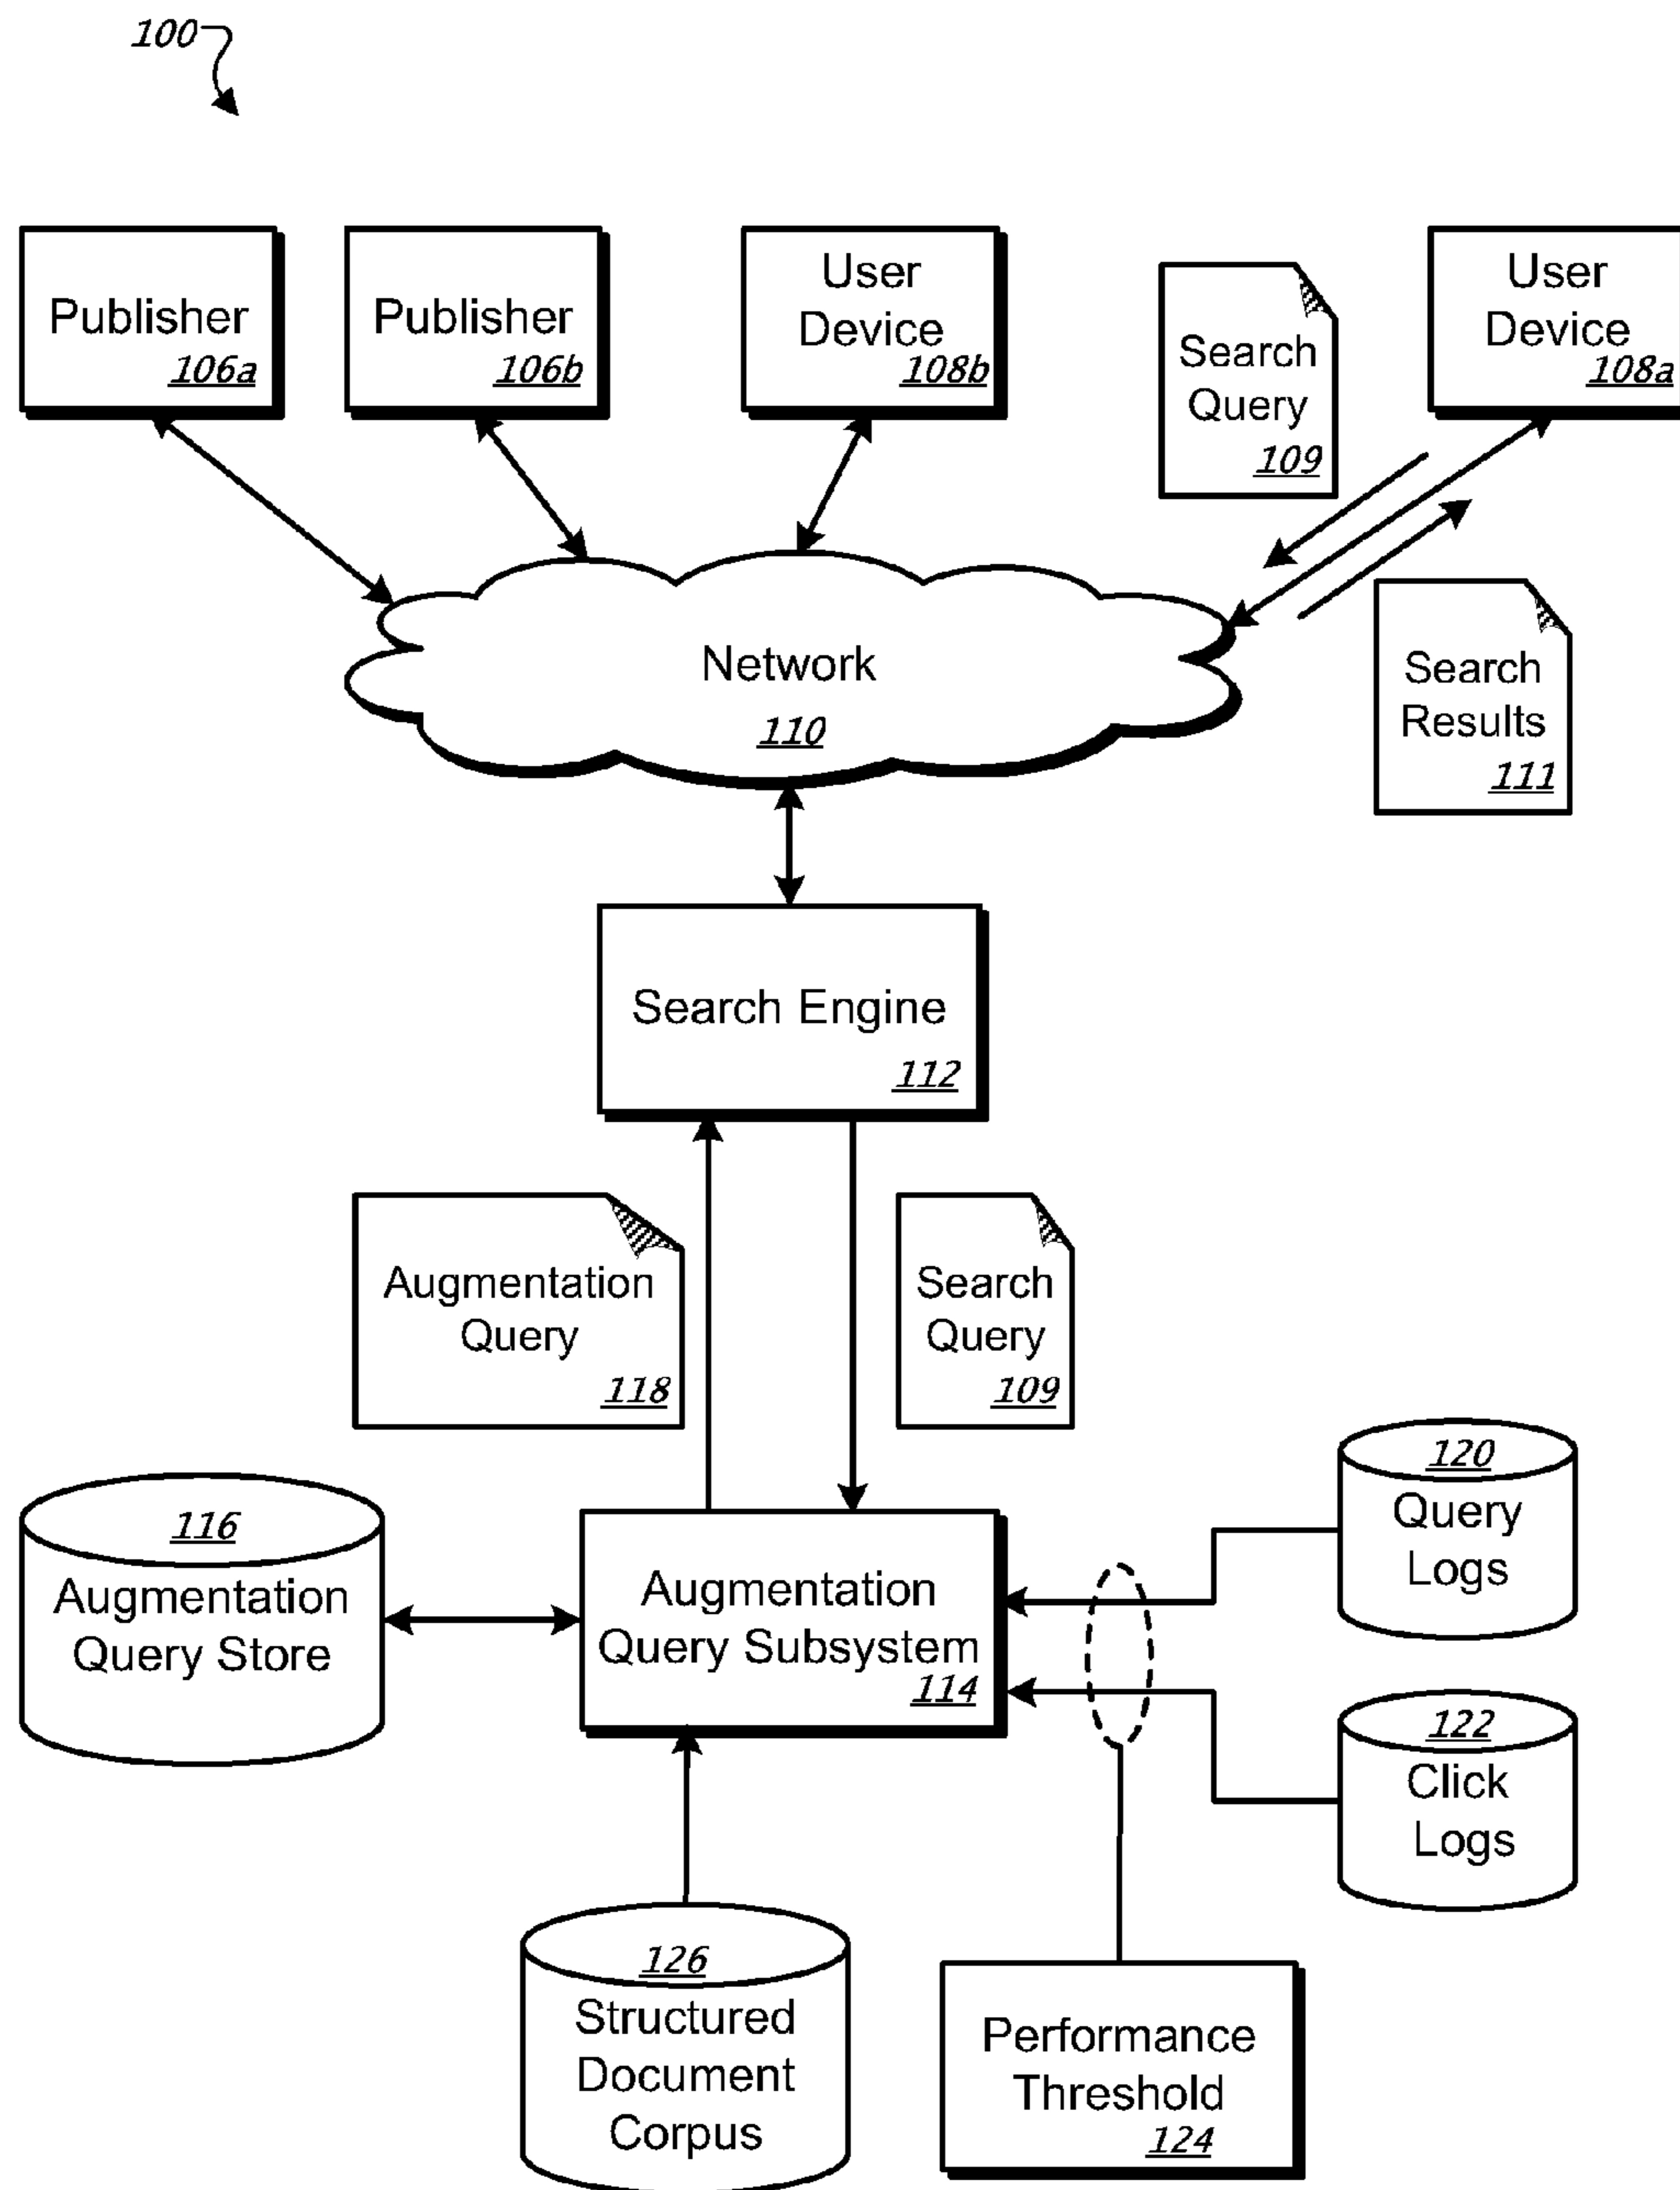 100
Publisher
106a
Publisher
106b
User
Device
108b
Search
Query
109
User
Device
108a
Network
110
Search
Results
111
Search Engine
112
Augmentation
Query
118
Search
Query
109
116
Augmentation
Query Store
Augmentation
Query Subsystem
114
120
Query
Logs
122
Click
Logs
126
Structured
Document
Corpus
Performance
Threshold
124